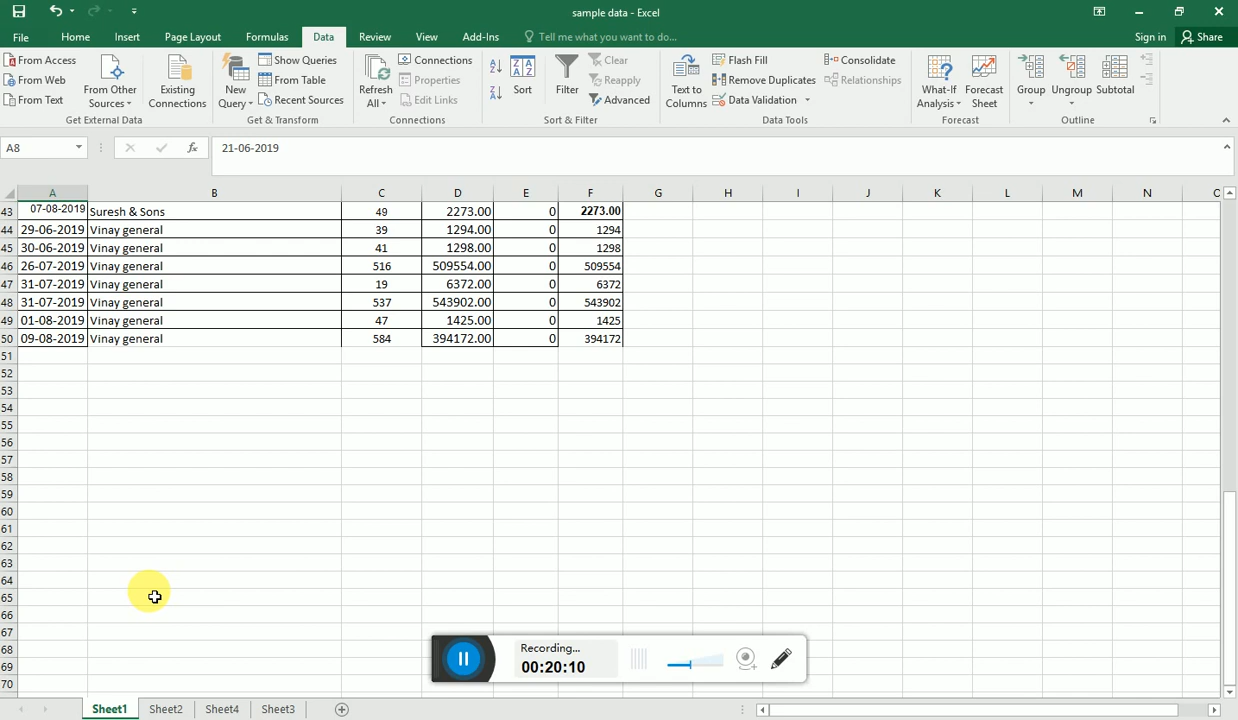 sample data - Excel
File Home Insert Page Layout Formulas Data Review View Add-Ins Tell me what you want to do... Sign in Share
From Access
From Web
From Text
From Other Sources
Existing Connections
Get External Data
New Query
Show Queries
From Table
Recent Sources
Get & Transform
Refresh All
Connections
Properties
Edit Links
Connections
Sort
Filter
Clear
Reapply
Advanced
Sort & Filter
Text to Columns
Flash Fill
Remove Duplicates
Data Validation
Consolidate
Relationships
Data Tools
What-If Analysis
Forecast Sheet
Forecast
Group
Ungroup
Subtotal
Outline
A8 fx 21-06-2019
A B C D E F G H I J K L M N O
43 07-08-2019 Suresh & Sons 49 2273.00 0 2273.00
44 29-06-2019 Vinay general 39 1294.00 0 1294
45 30-06-2019 Vinay general 41 1298.00 0 1298
46 26-07-2019 Vinay general 516 509554.00 0 509554
47 31-07-2019 Vinay general 19 6372.00 0 6372
48 31-07-2019 Vinay general 537 543902.00 0 543902
49 01-08-2019 Vinay general 47 1425.00 0 1425
50 09-08-2019 Vinay general 584 394172.00 0 394172
51
52
53
54
55
56
57
58
59
60
61
62
63
64
65
66
67
68
69
70
Recording...
00:20:10
Sheet1 Sheet2 Sheet4 Sheet3